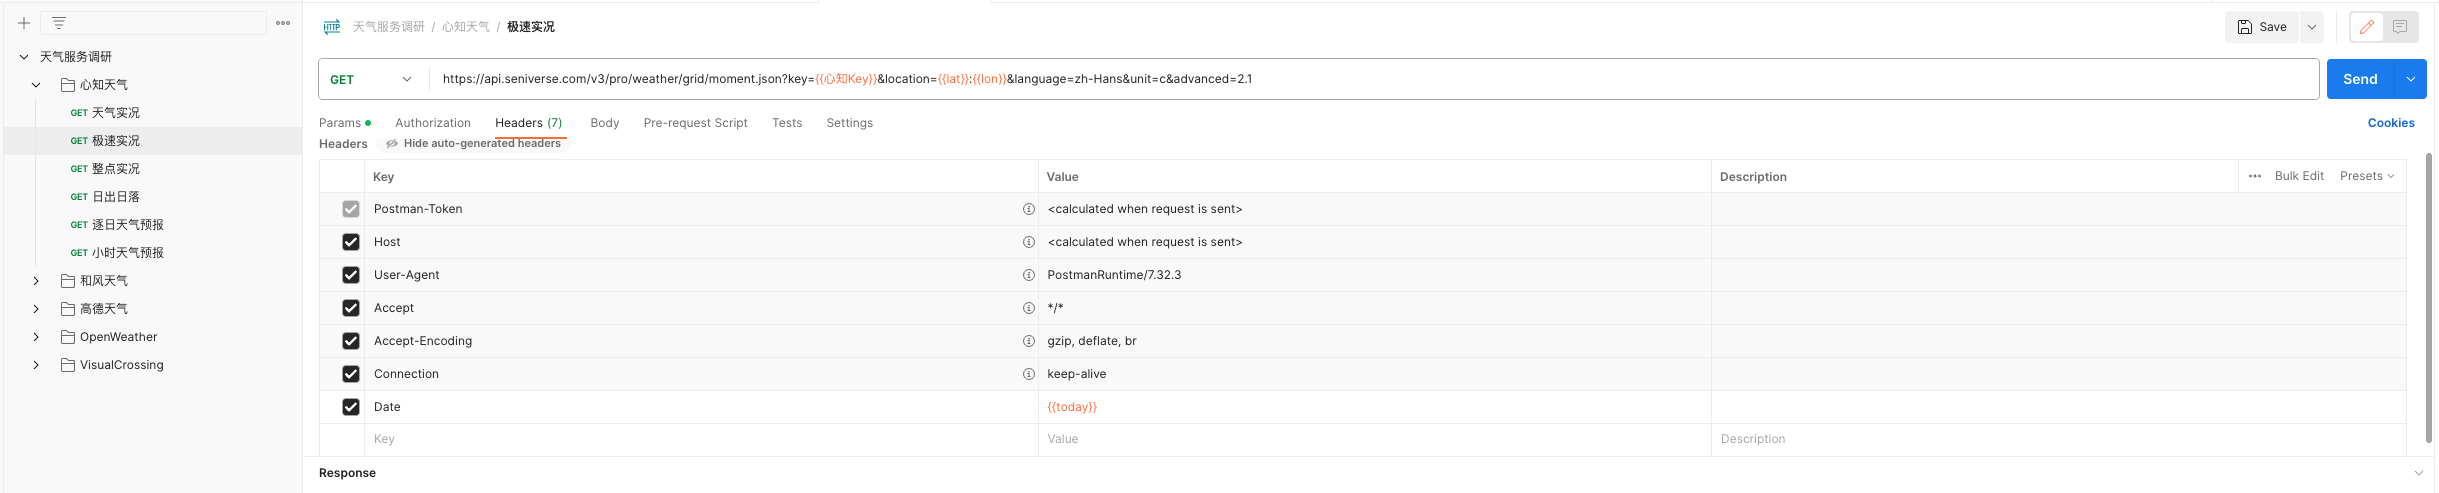 天气服务调研
心知天气
GET 天气实况
GET 极速实况
GET 整点实况
GET 日出日落
GET 逐日天气预报
GET 小时天气预报
和风天气
高德天气
OpenWeather
VisualCrossing
HTTP 天气服务调研 / 心知天气 / 极速实况
Save
GET https://api.seniverse.com/v3/pro/weather/grid/moment.json?key={{心知Key}}&location={{lat}}:{{lon}}&language=zh-Hans&unit=c&advanced=2.1 Send
Params Authorization Headers (7) Body Pre-request Script Tests Settings Cookies
Headers Hide auto-generated headers
Key Value Description Bulk Edit Presets
Postman-Token <calculated when request is sent>
Host <calculated when request is sent>
User-Agent PostmanRuntime/7.32.3
Accept */*
Accept-Encoding gzip, deflate, br
Connection keep-alive
Date {{today}}
Key Value Description
Response